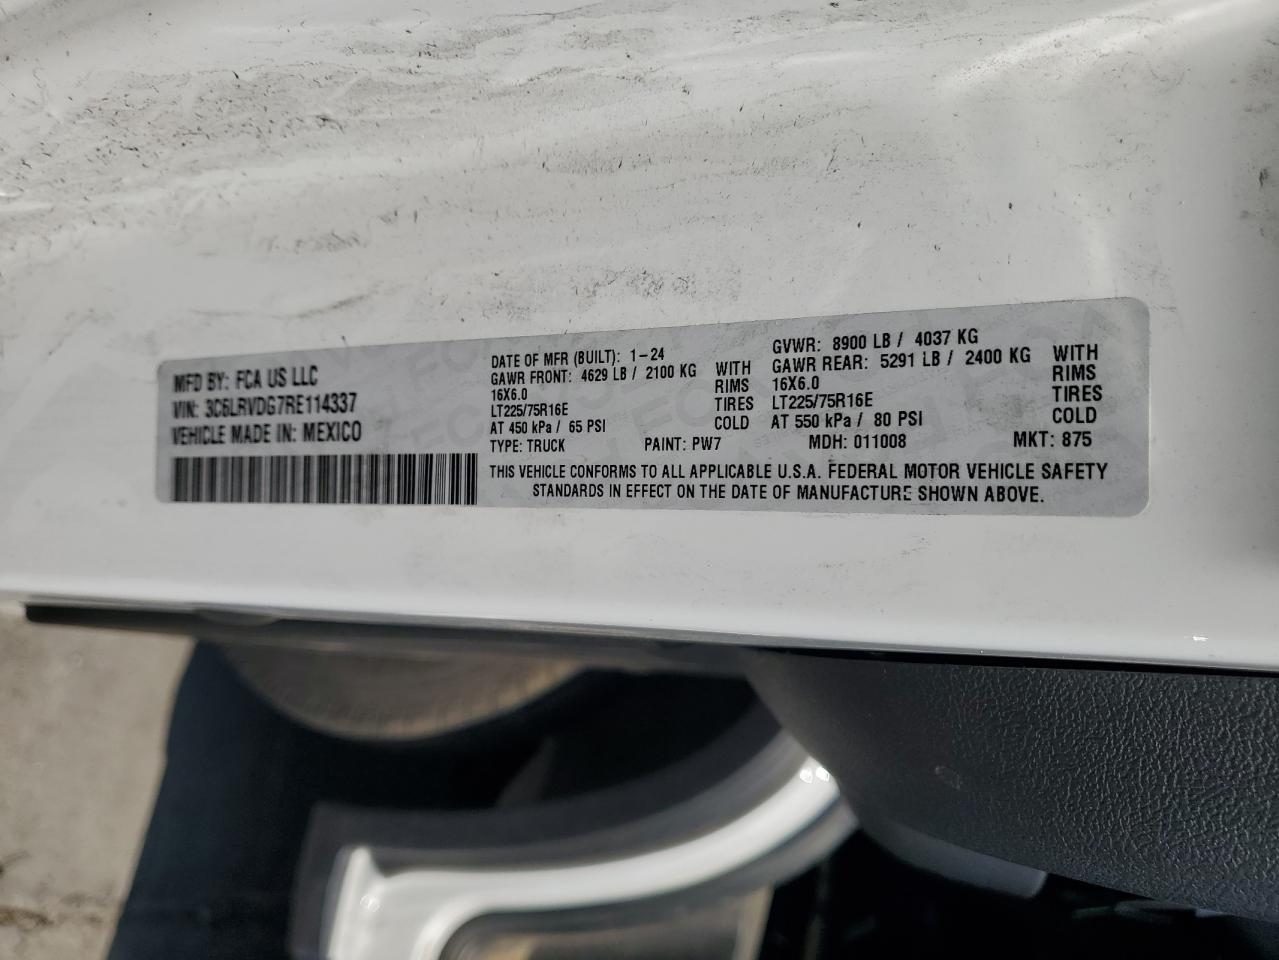 MFD BY: FCA US LLC
VIN: 3C6LRVDG7RE114337
VEHICLE MADE IN: MEXICO
DATE OF MFR (BUILT): 1-24
GAWR FRONT: 4629 LB / 2100 KG WITH
16X6.0 RIMS
LT225/75R16E TIRES
AT 450 kPa / 65 PSI COLD
GVWR: 8900 LB / 4037 KG
GAWR REAR: 5291 LB / 2400 KG WITH
16X6.0 RIMS
LT225/75R16E TIRES
AT 550 kPa / 80 PSI COLD
TYPE: TRUCK PAINT: PW7 MDH: 011008 MKT: 875
THIS VEHICLE CONFORMS TO ALL APPLICABLE U.S.A. FEDERAL MOTOR VEHICLE SAFETY
STANDARDS IN EFFECT ON THE DATE OF MANUFACTURE SHOWN ABOVE.